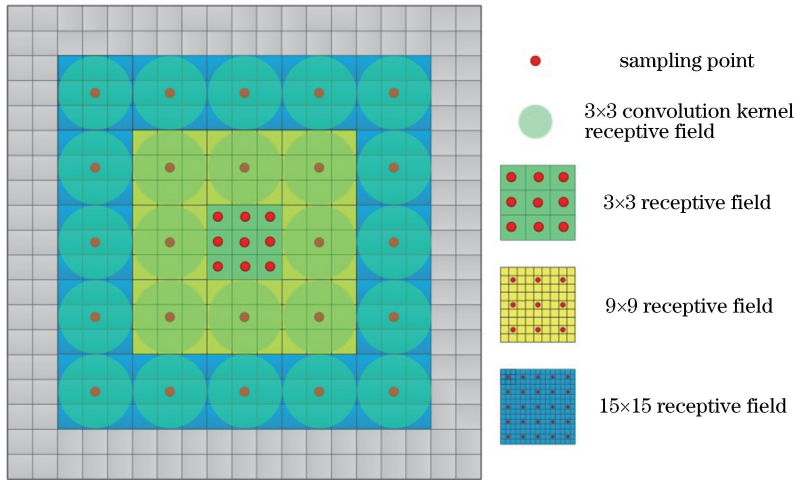 sampling point
3×3 convolution kernel
receptive field
3×3 receptive field
9×9 receptive field
15×15 receptive field